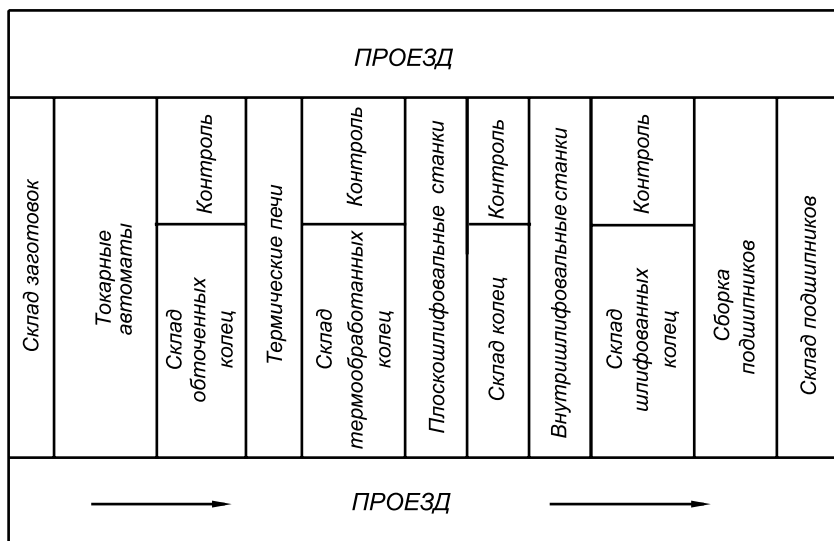 ПРОЕЗД
Склад заготовок
Токарные
автоматы
Контроль
Склад
обточенных
колец
Термические печи
Контроль
Склад
термообработанных
колец
Плоскошлифовальные станки
Контроль
Склад колец
Внутришлифовальные станки
Контроль
Склад
шлифованных
колец
Сборка
подшипников
Склад подшипников
ПРОЕЗД